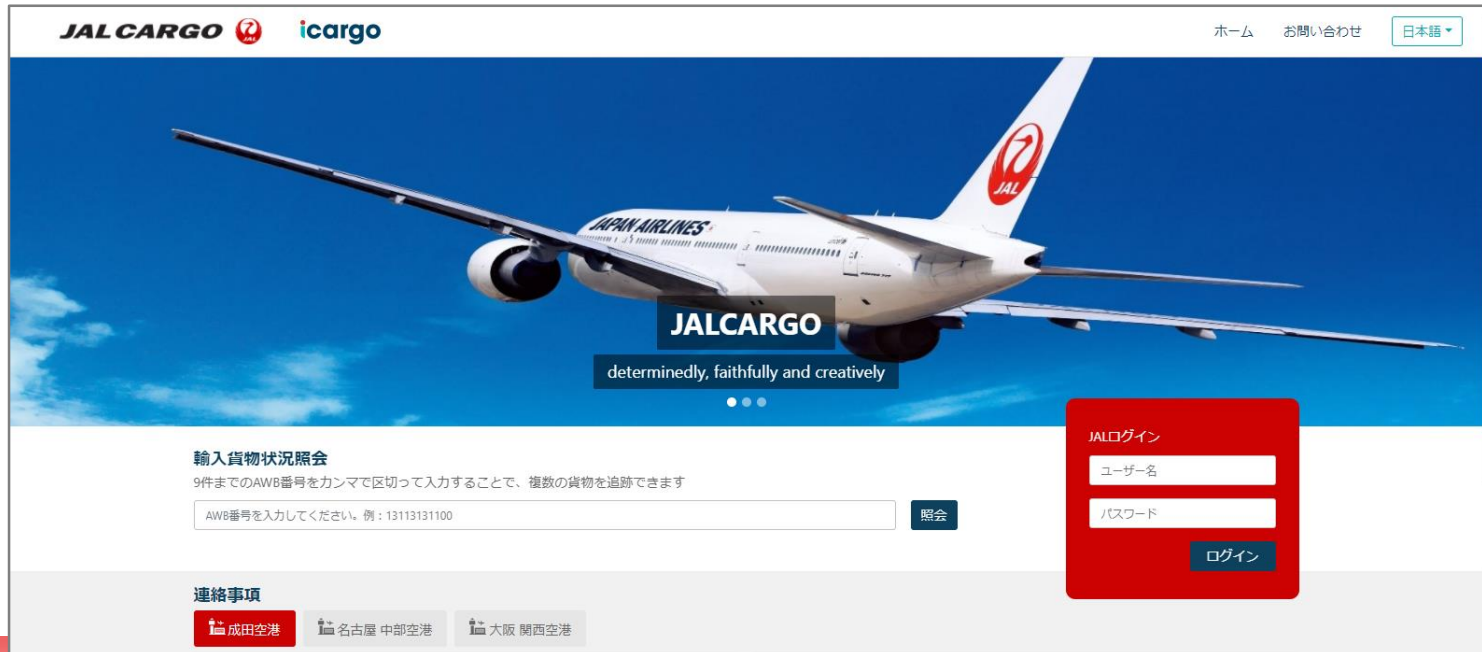 JAL CARGO JAL icargo ホーム お問い合わせ 日本語
JAL
JAPAN AIRLINES
JALCARGO
determinedly, faithfully and creatively
輸入貨物状況照会
9件までのAWB番号をカンマで区切って入力することで、複数の貨物を追跡できます
AWB番号を入力してください。例：13113131100 照会
JALログイン
ユーザー名
パスワード
ログイン
連絡事項
成田空港 名古屋 中部空港 大阪 関西空港